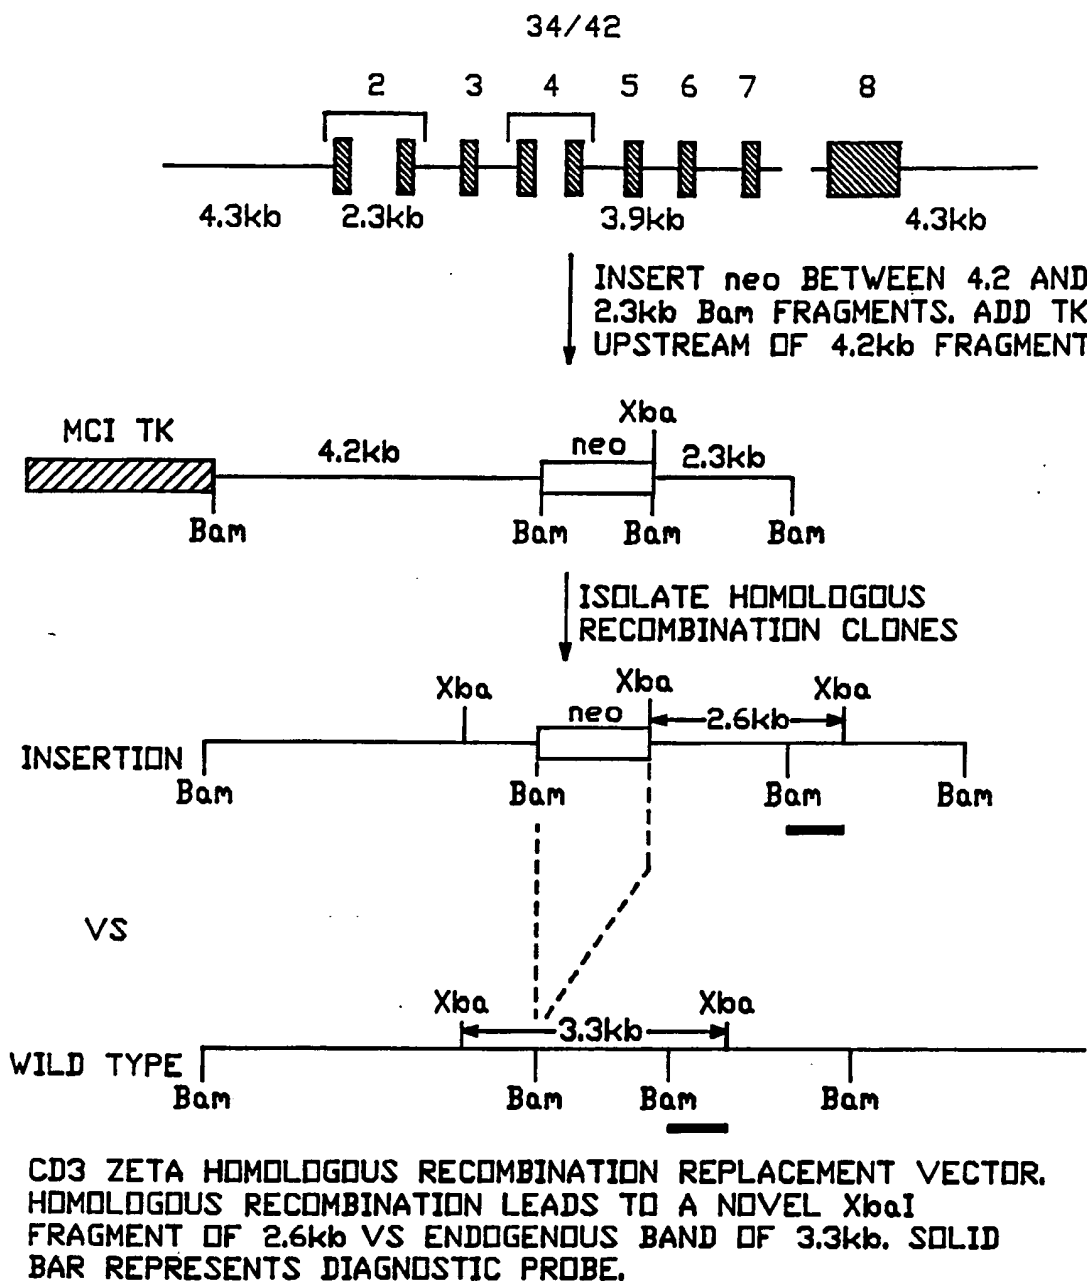 34/42
2 3 4 5 6 7 8
4.3kb 2.3kb 3.9kb 4.3kb
INSERT neo BETWEEN 4.2 AND
2.3kb Bam FRAGMENTS. ADD TK
UPSTREAM OF 4.2kb FRAGMENT
Xba
MCI TK 4.2kb neo 2.3kb
Bam Bam Bam Bam
ISOLATE HOMOLOGOUS
RECOMBINATION CLONES
Xba Xba Xba
neo 2.6kb
INSERTION
Bam Bam Bam Bam
VS
Xba Xba
3.3kb
WILD TYPE
Bam Bam Bam Bam
CD3 ZETA HOMOLOGOUS RECOMBINATION REPLACEMENT VECTOR.
HOMOLOGOUS RECOMBINATION LEADS TO A NOVEL XbaI
FRAGMENT OF 2.6kb VS ENDOGENOUS BAND OF 3.3kb. SOLID
BAR REPRESENTS DIAGNOSTIC PROBE.